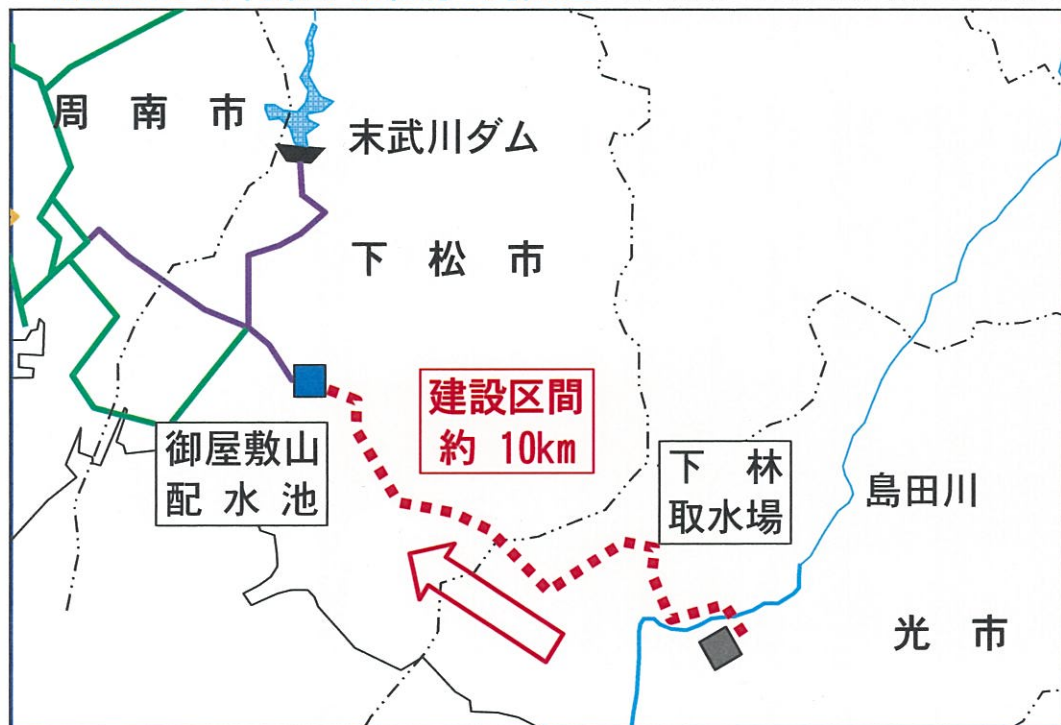 周 南 市
末武川ダム
下 松 市
建設区間
約 10km
御屋敷山
配 水 池
下 林
取水場
島田川
光 市